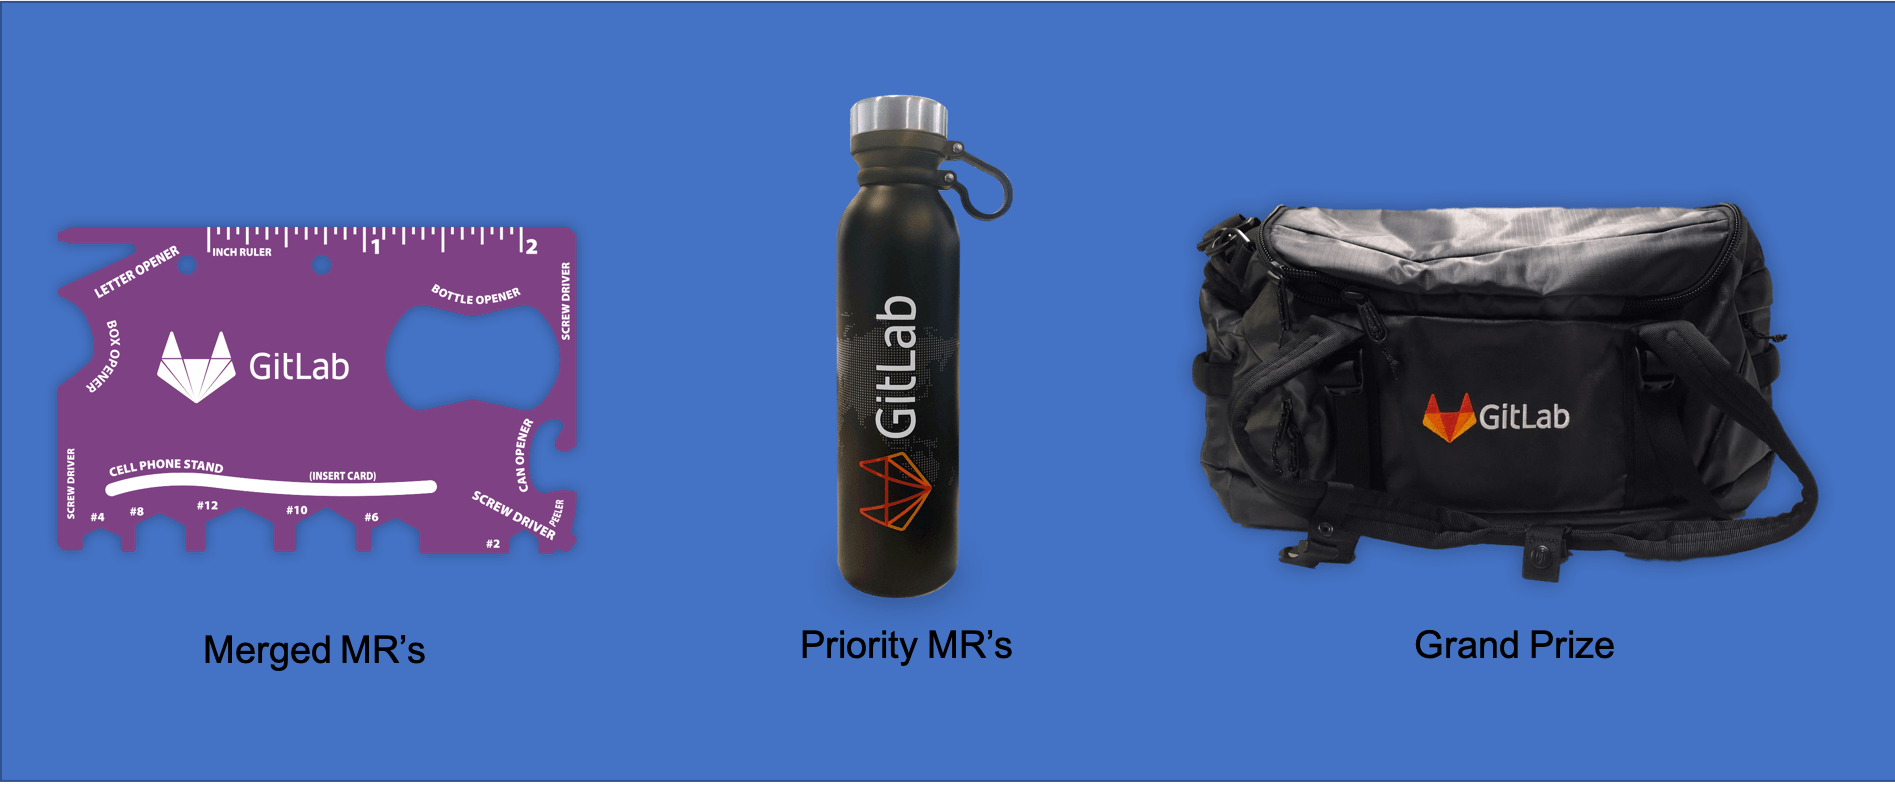 INCH RULER
1
2
LETTER OPENER
BOX OPENER
BOTTLE OPENER
SCREW DRIVER
GitLab
CAN OPENER
SCREW DRIVER
CELL PHONE STAND
(INSERT CARD)
SCREW DRIVER
PEELER
#4
#8
#12
#10
#6
#2
Merged MR’s
GitLab
Priority MR’s
GitLab
Grand Prize